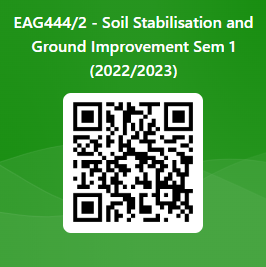 EAG444/2 - Soil Stabilisation and
Ground Improvement Sem 1
(2022/2023)